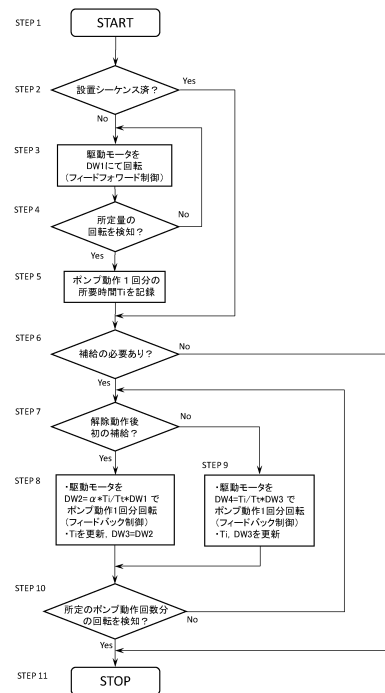 STEP 1
START
STEP 2
設置シーケンス済？
Yes
No
STEP 3
駆動モータを
DW1にて回転
(フィードフォワード制御)
STEP 4
所定量の
回転を検知？
No
Yes
STEP 5
ポンプ動作１回分の
所要時間Tiを記録
STEP 6
補給の必要あり？
No
Yes
STEP 7
解除動作後
初の補給？
No
Yes
STEP 8
・駆動モータを
DW2=α*Ti/Tt*DW1 で
ポンプ動作1回分回転
(フィードバック制御)
・Tiを更新, DW3=DW2
STEP 9
・駆動モータを
DW4=Ti/Tt*DW3 で
ポンプ動作1回分回転
(フィードバック制御)
・Ti, DW3を更新
STEP 10
所定のポンプ動作回数分
の回転を検知？
No
Yes
STEP 11
STOP